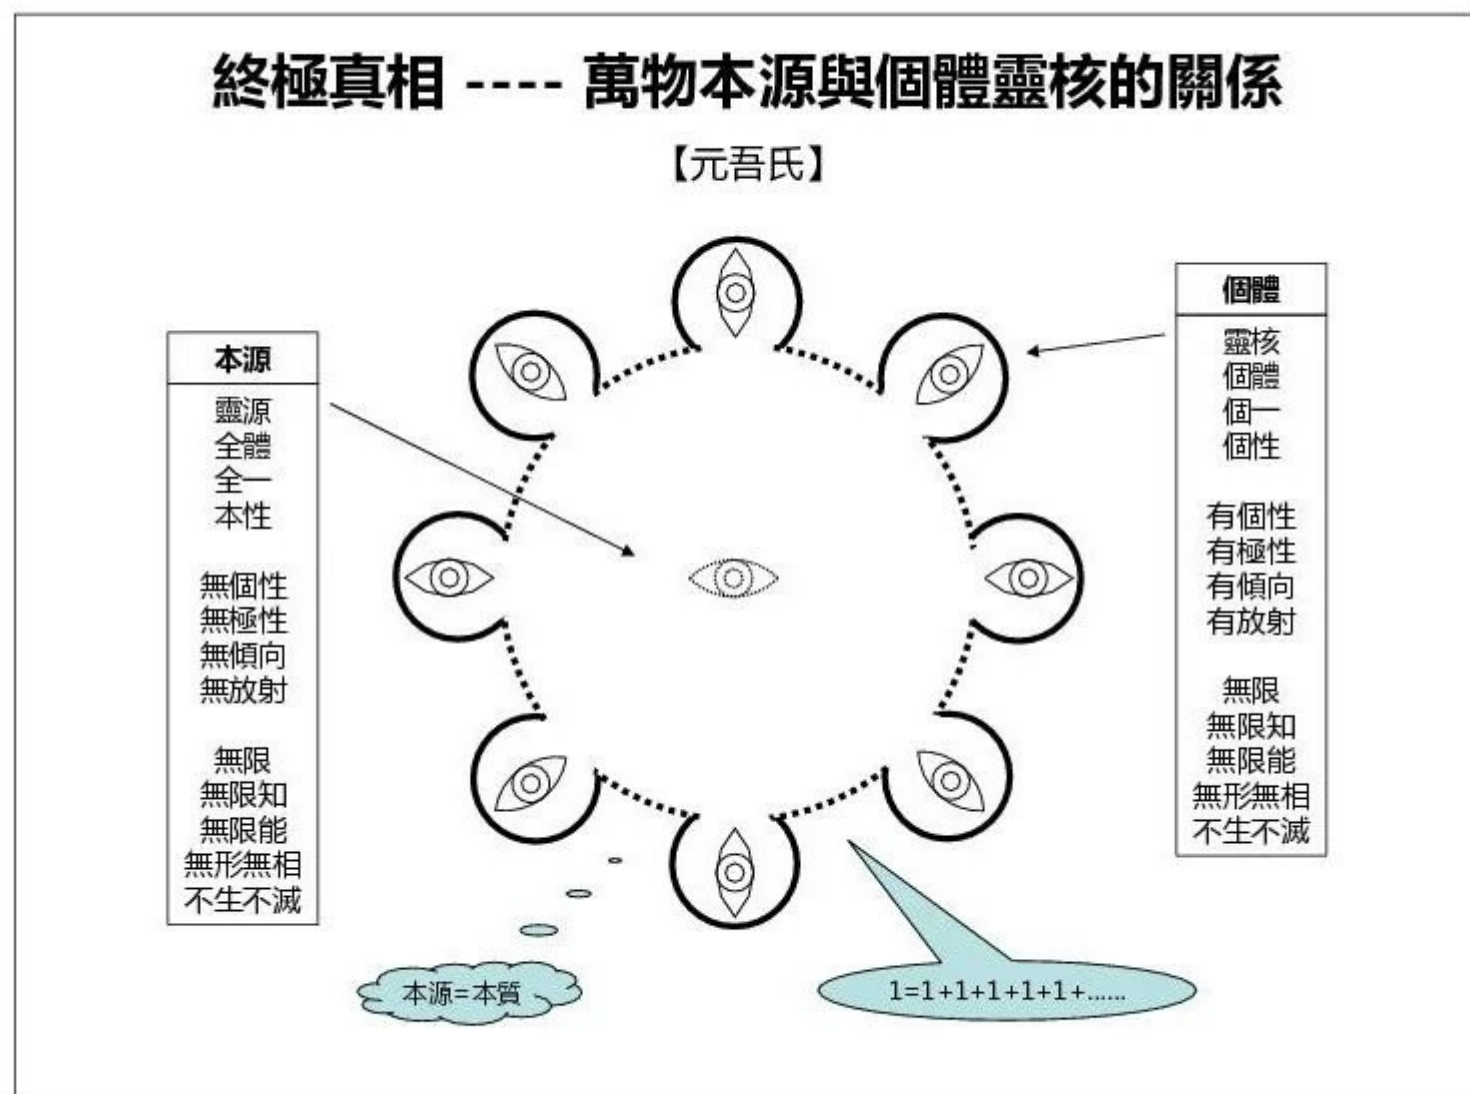 終極真相 ---- 萬物本源與個體靈核的關係
【元吾氏】
本源
靈源
全體
全一
本性
無個性
無極性
無傾向
無放射
無限
無限知
無限能
無形無相
不生不滅
個體
靈核
個體
個一
個性
有個性
有極性
有傾向
有放射
無限
無限知
無限能
無形無相
不生不滅
本源=本質
1=1+1+1+1+1+......